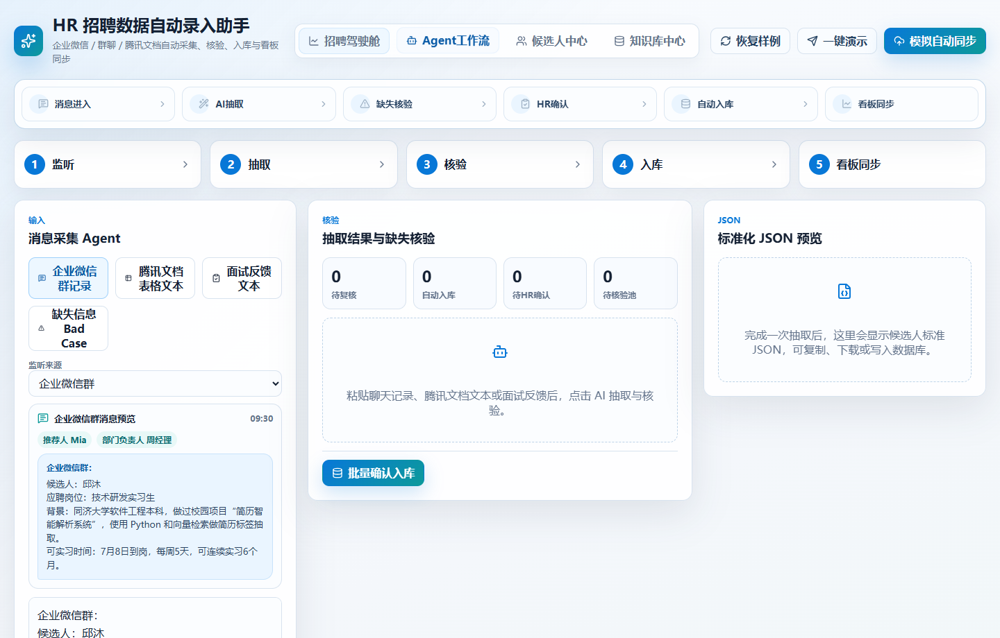 HR 招聘数据自动录入助手
企业微信 / 群聊 / 腾讯文档自动采集、核验、入库与看板
同步
招聘驾驶舱
Agent工作流
候选人中心
知识库中心
恢复样例
一键演示
模拟自动同步
消息进入
AI抽取
缺失核验
HR确认
自动入库
看板同步
1 监听
2 抽取
3 核验
4 入库
5 看板同步
输入
消息采集 Agent
企业微信
群记录
腾讯文档
表格文本
面试反馈
文本
缺失信息
Bad
Case
监听来源
企业微信群
企业微信群消息预览
09:30
推荐人 Mia
部门负责人 周经理
企业微信群：
候选人：邱沐
应聘岗位：技术研发实习生
背景：同济大学软件工程本科，做过校园项目“简历智
能解析系统”，使用 Python 和向量检索做简历标签抽
取。
可实习时间：7月8日到岗，每周5天，可连续实习6个
月。
企业微信群：
候选人：邱沐
核验
抽取结果与缺失核验
0
待复核
0
自动入库
0
待HR确认
0
待核验池
粘贴聊天记录、腾讯文档文本或面试反馈后，点击 AI 抽取与核
验。
批量确认入库
JSON
标准化 JSON 预览
完成一次抽取后，这里会显示候选人标准
JSON，可复制、下载或写入数据库。